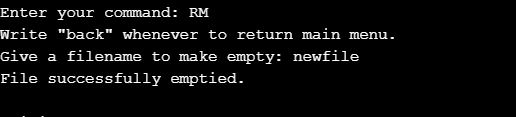 Enter your command: RM
Write "back" whenever to return main menu.
Give a filename to make empty: newfile
File successfully emptied.